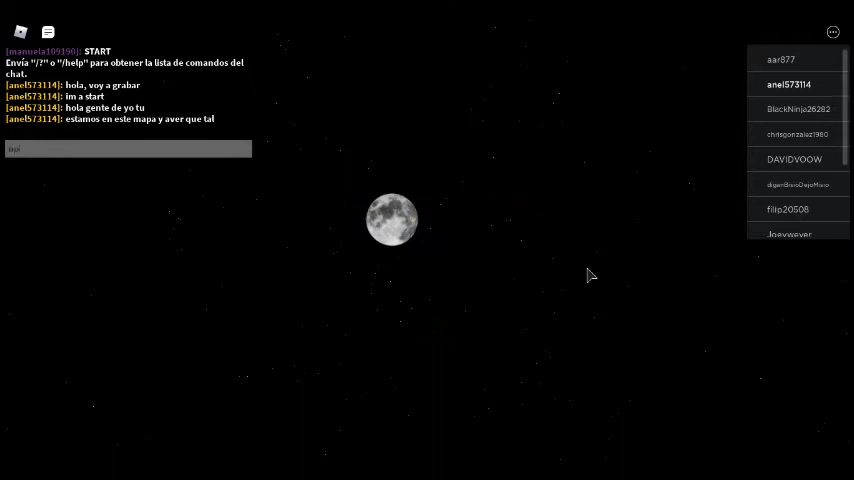 [manuela109190]: START
Envía "/?" o "/help" para obtener la lista de comandos del
chat.
[anel573114]: hola, voy a grabar
[anel573114]: im a start
[anel573114]: hola gente de yo tu
[anel573114]: estamos en este mapa y aver que tal
aar877
anel573114
BlackNinja26282
chrisgonzalez1980
DAVIDVOOW
diganBisioDejoMisio
filip20508